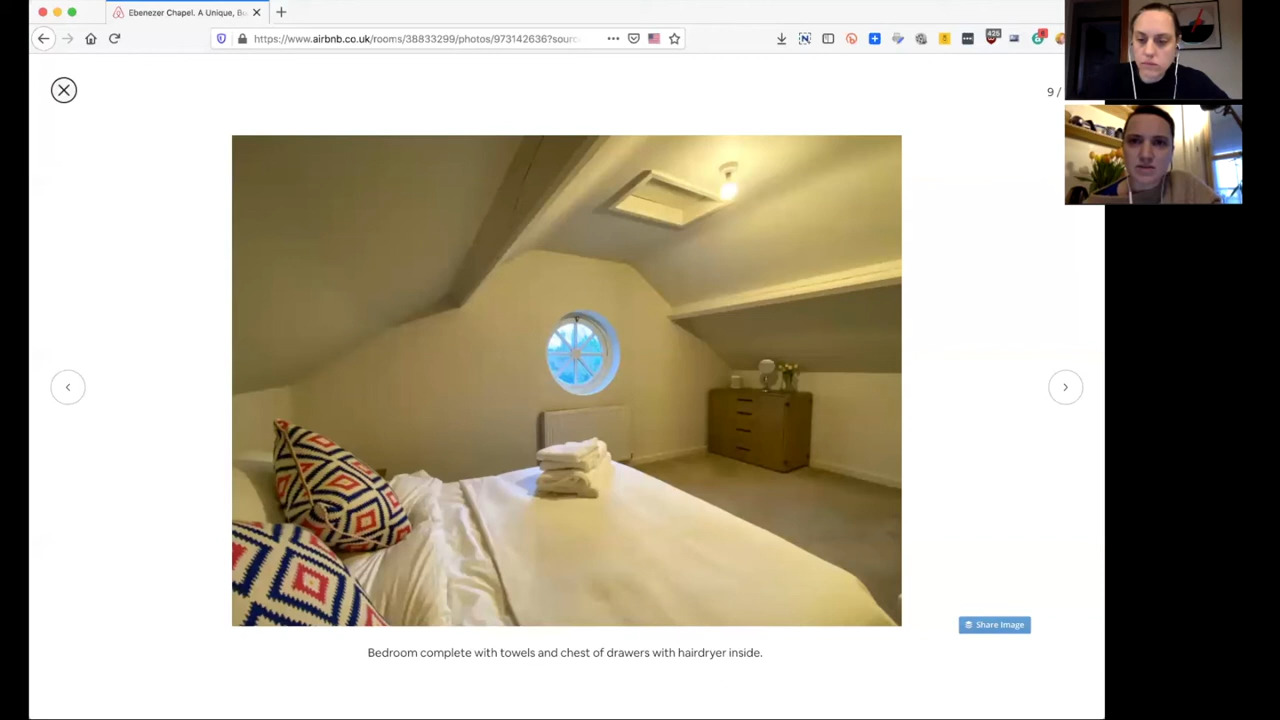 Ebenezer Chapel. A Unique, Bu
https://www.airbnb.co.uk/rooms/38833299/photos/973142636?sourc
425
9 /
Share Image
Bedroom complete with towels and chest of drawers with hairdryer inside.